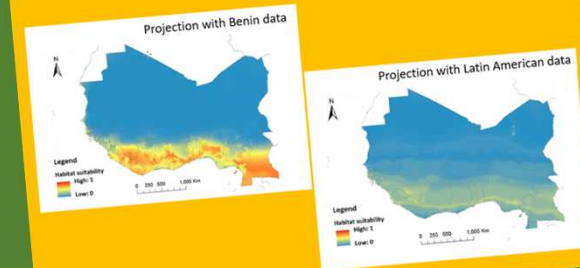 Projection with Benin data
N
Legend
Habitat suitability
High: 1
Low: 0
0 250 500 1,000 Km
Projection with Latin American data
N
Legend
Habitat suitability
High: 1
Low: 0
0 250 500 1,000 Km